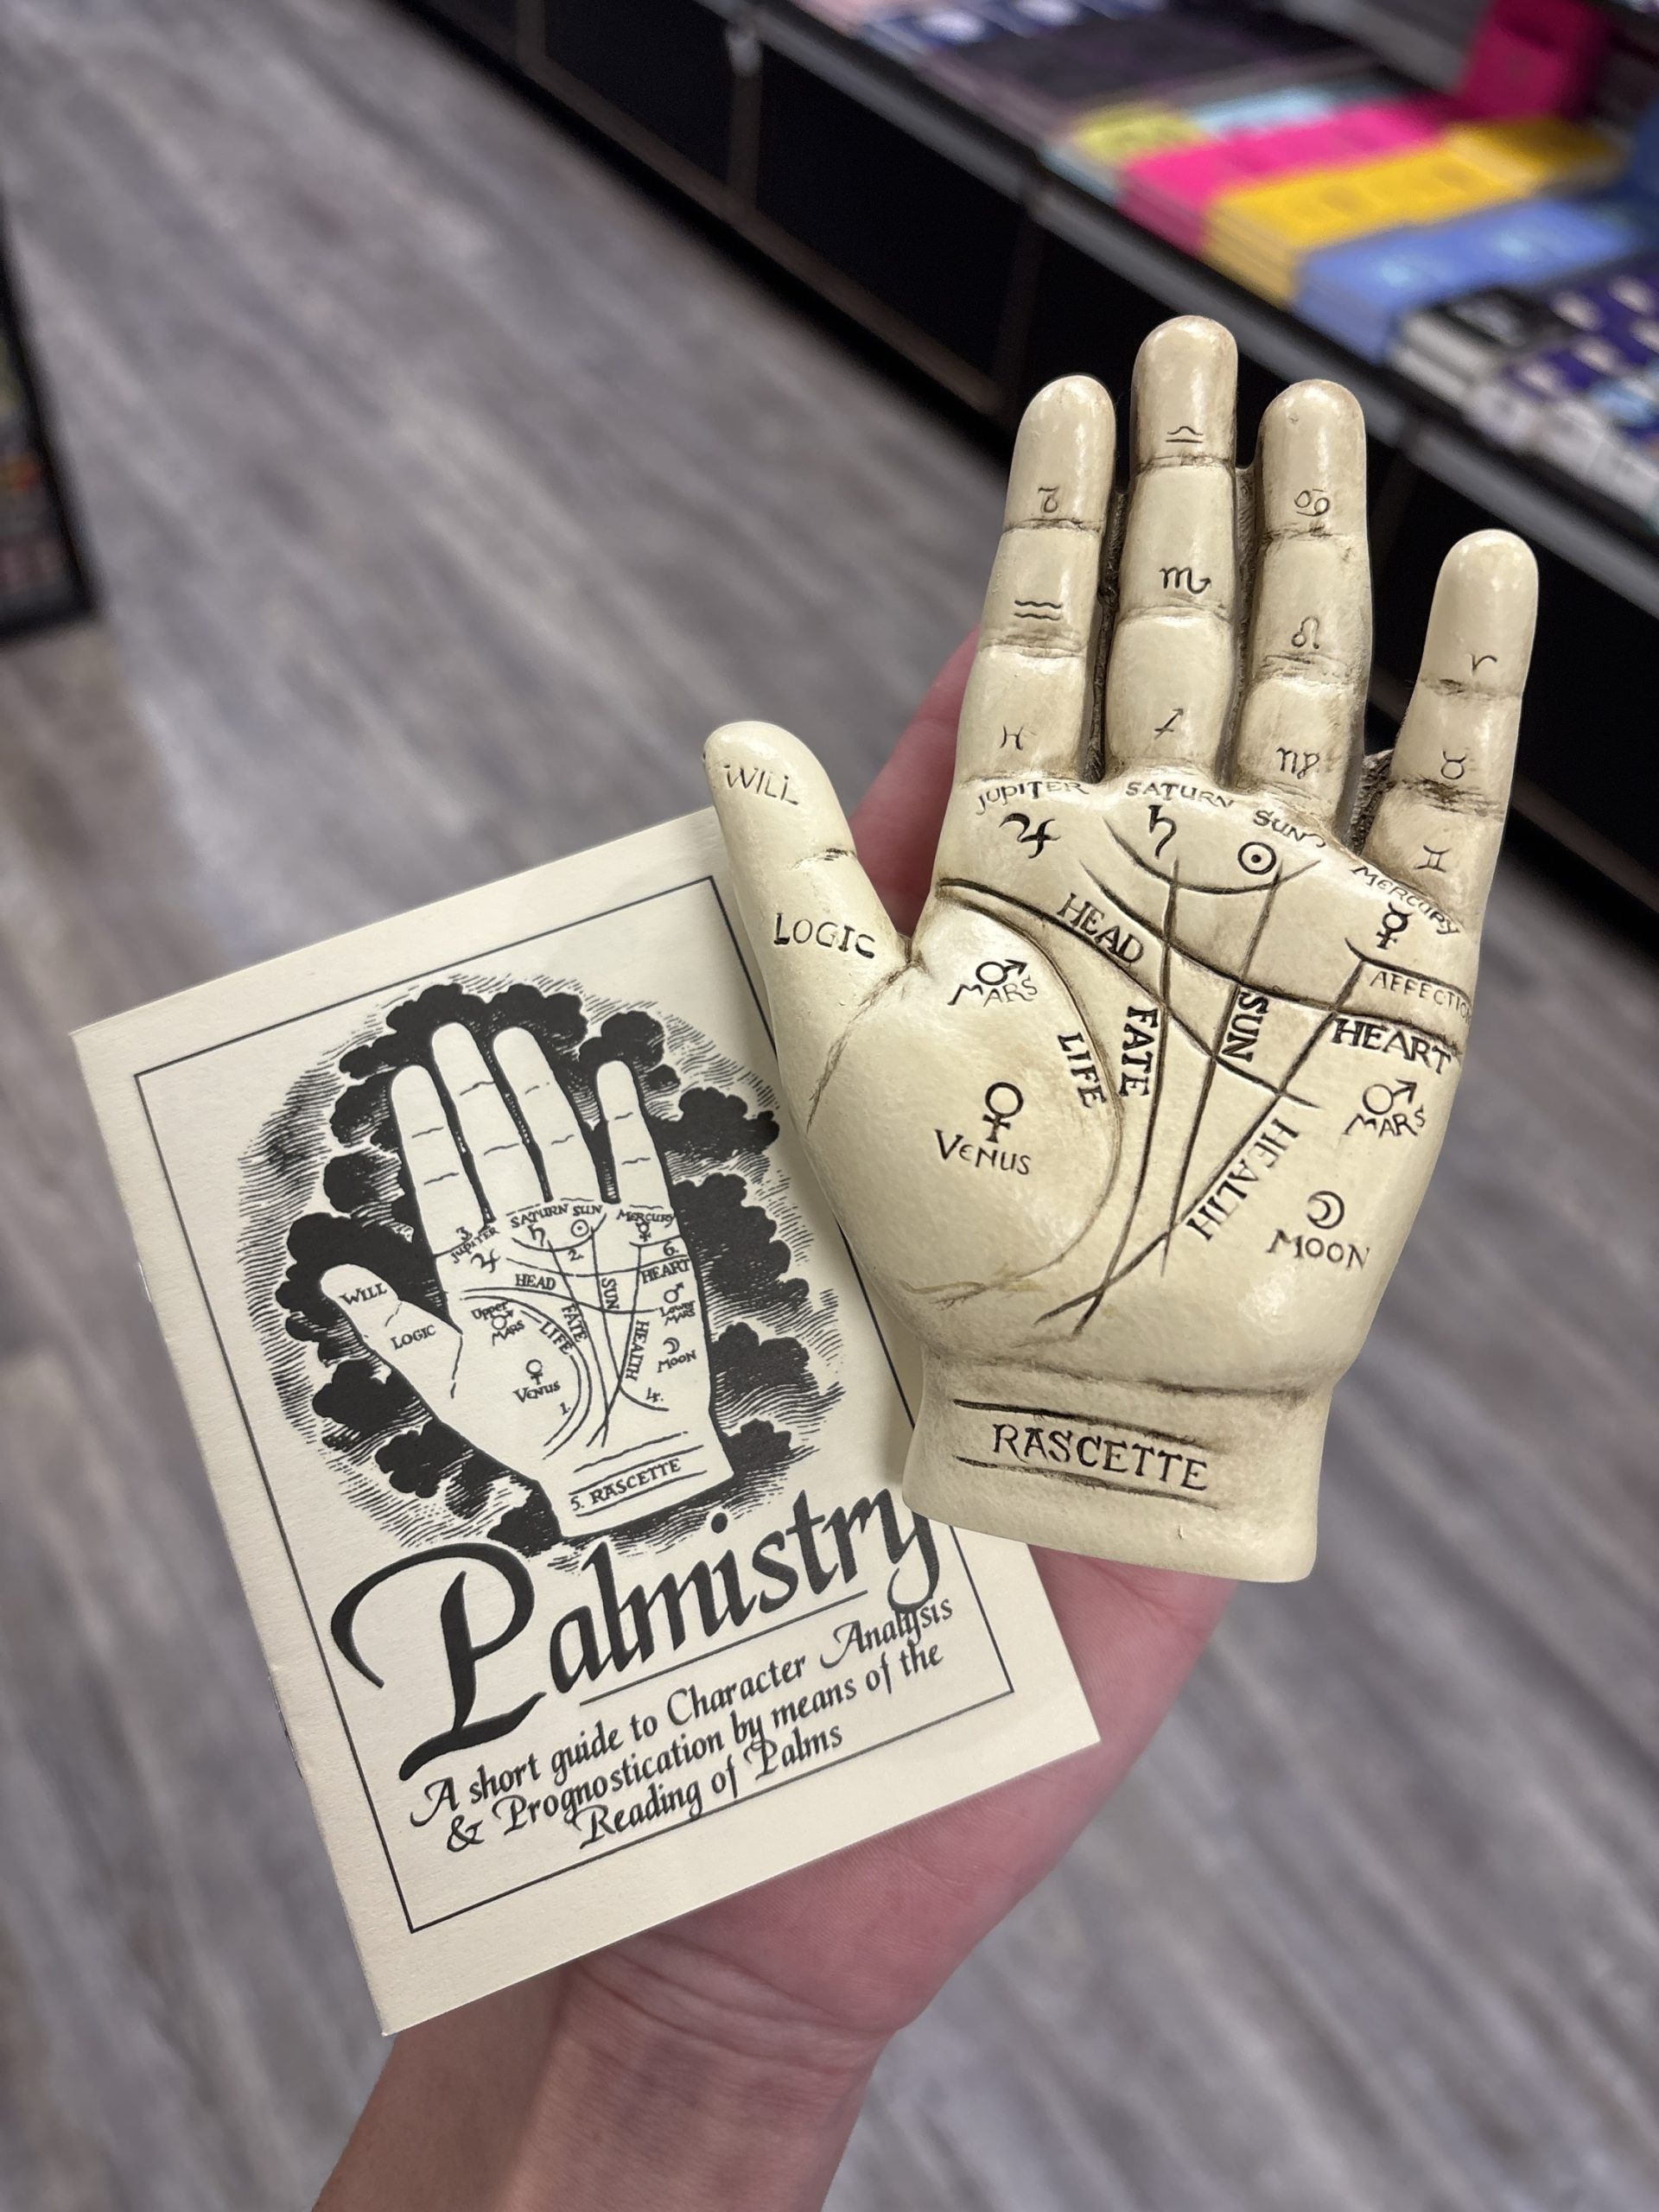 WILL
LOGIC
♑
♒
♓
♎
♏
♐
♋
♌
♍
♈
♉
♊
JUPITER
♃
SATURN
♄
SUN
☉
MERCURY
☿
HEAD
AFFECTION
HEART
♂
MARS
LIFE
FATE
SUN
♂
MARS
♀
VENUS
HEALTH
☽
MOON
RASCETTE
3.
JUPITER
♃
SATURN
♄
SUN
☉
2.
MERCURY
☿
6.
WILL
LOGIC
HEAD
HEART
Upper
♂
MARS
LIFE
FATE
SUN
♂
Lower
MARS
HEALTH
☽
MOON
♀
VENUS
1.
4.
5. RASCETTE
Palmistry
A short guide to Character Analysis
& Prognostication by means of the
Reading of Palms